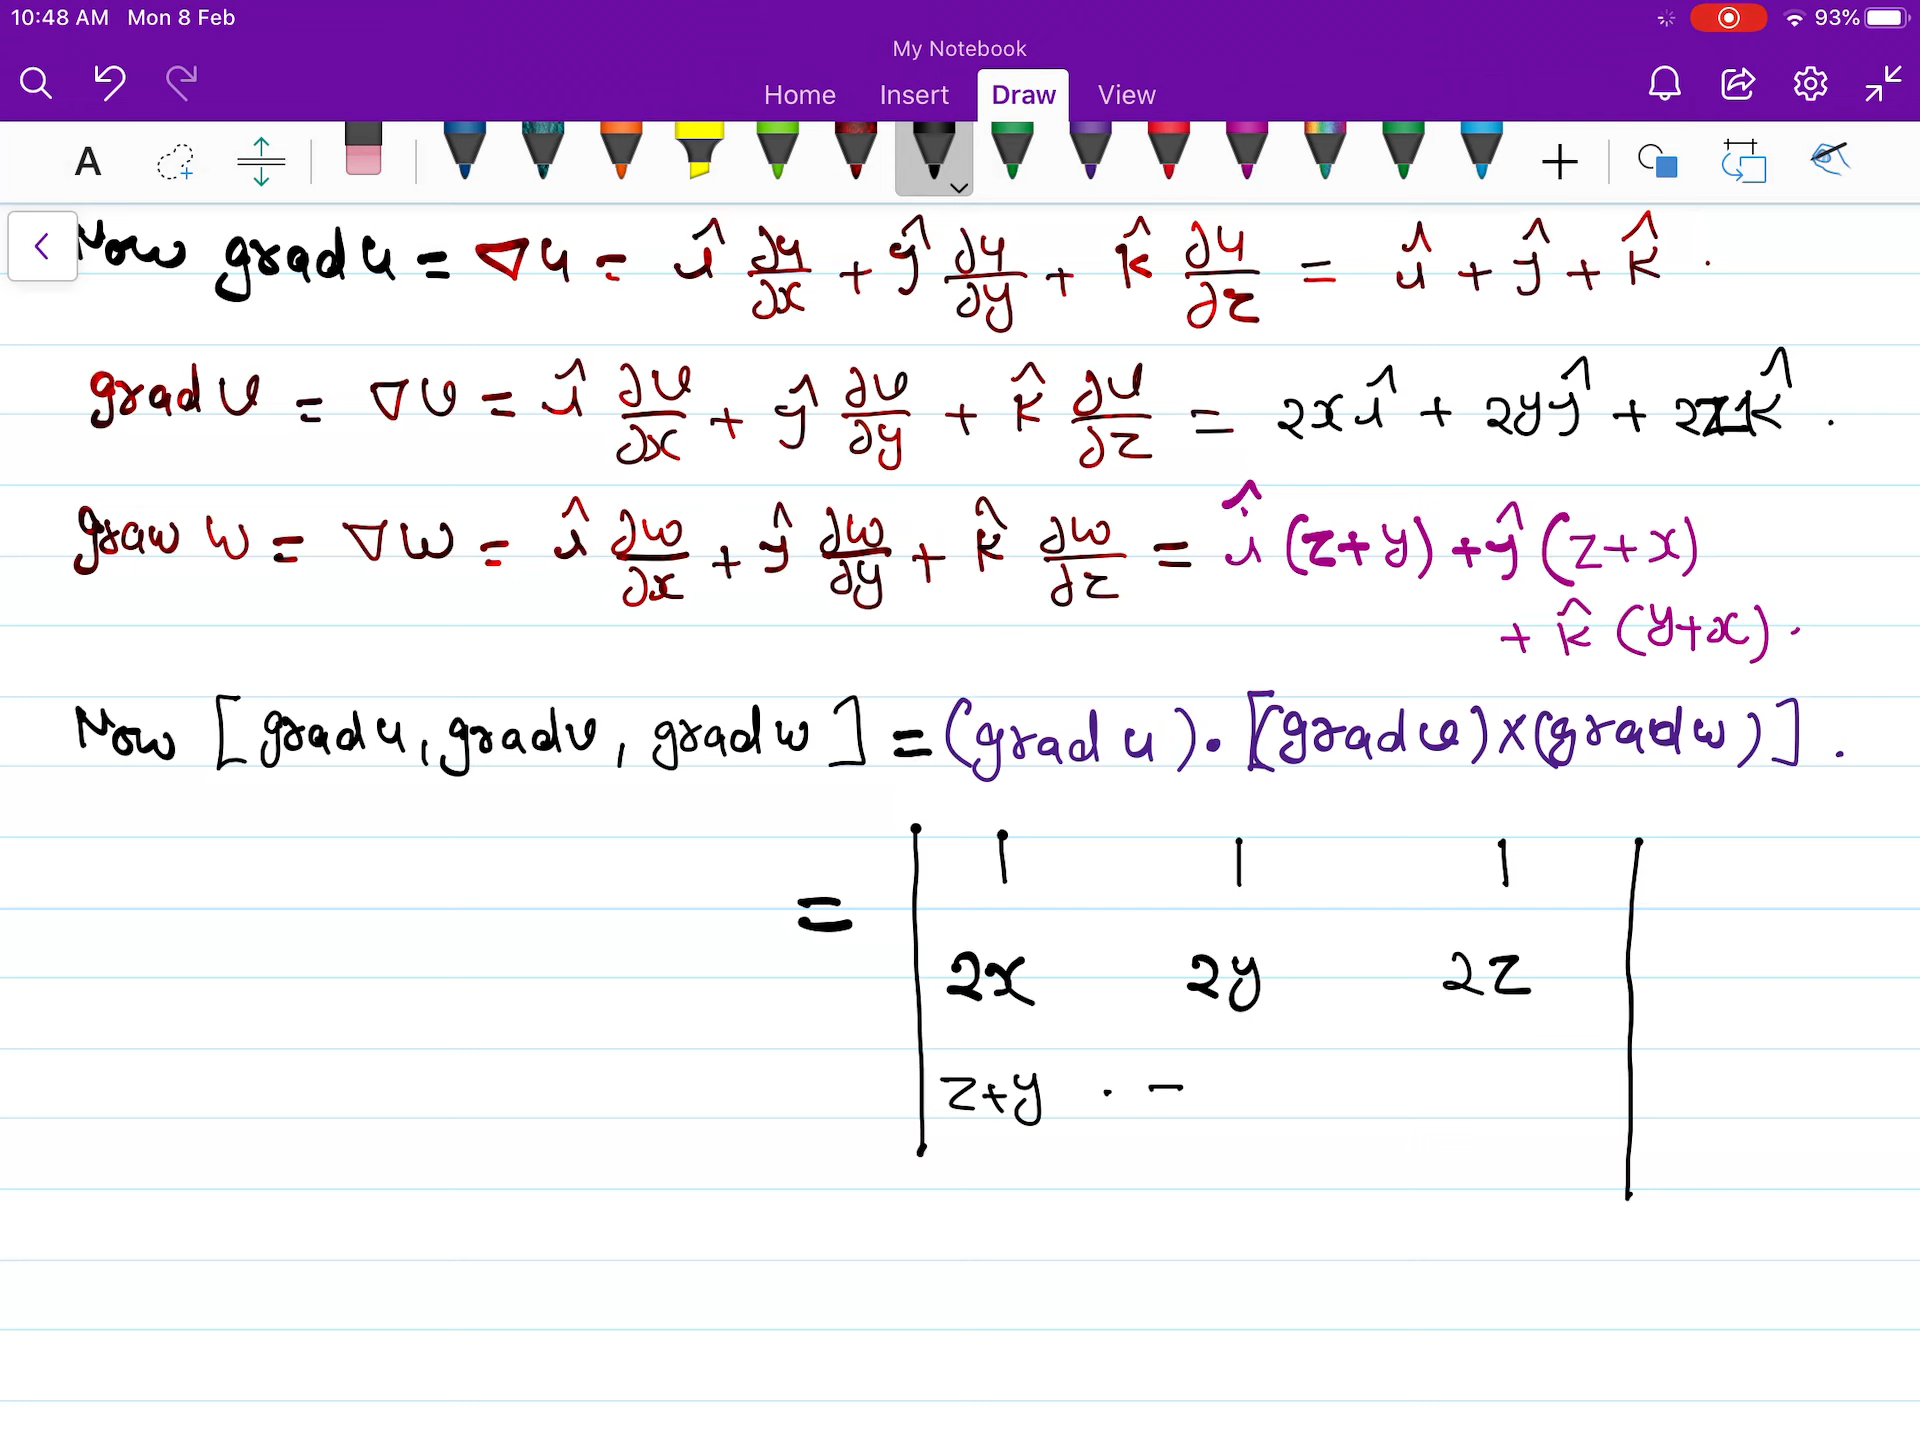 10:48 AM Mon 8 Feb 93%
My Notebook
Home Insert Draw View
A
Now grad u = ∇u = î ∂u/∂x + ĵ ∂u/∂y + k̂ ∂u/∂z = î + ĵ + k̂ .
grad v = ∇v = î ∂v/∂x + ĵ ∂v/∂y + k̂ ∂v/∂z = 2xî + 2yĵ + 2zk̂ .
graw w = ∇w = î ∂w/∂x + ĵ ∂w/∂y + k̂ ∂w/∂z = î (z+y) + ĵ (z+x)
+ k̂ (y+x) .
Now [grad u, grad v, grad w] = (grad u) · [(grad v) × (grad w)] .
= | 1 1 1 |
2x 2y 2z
z+y . -